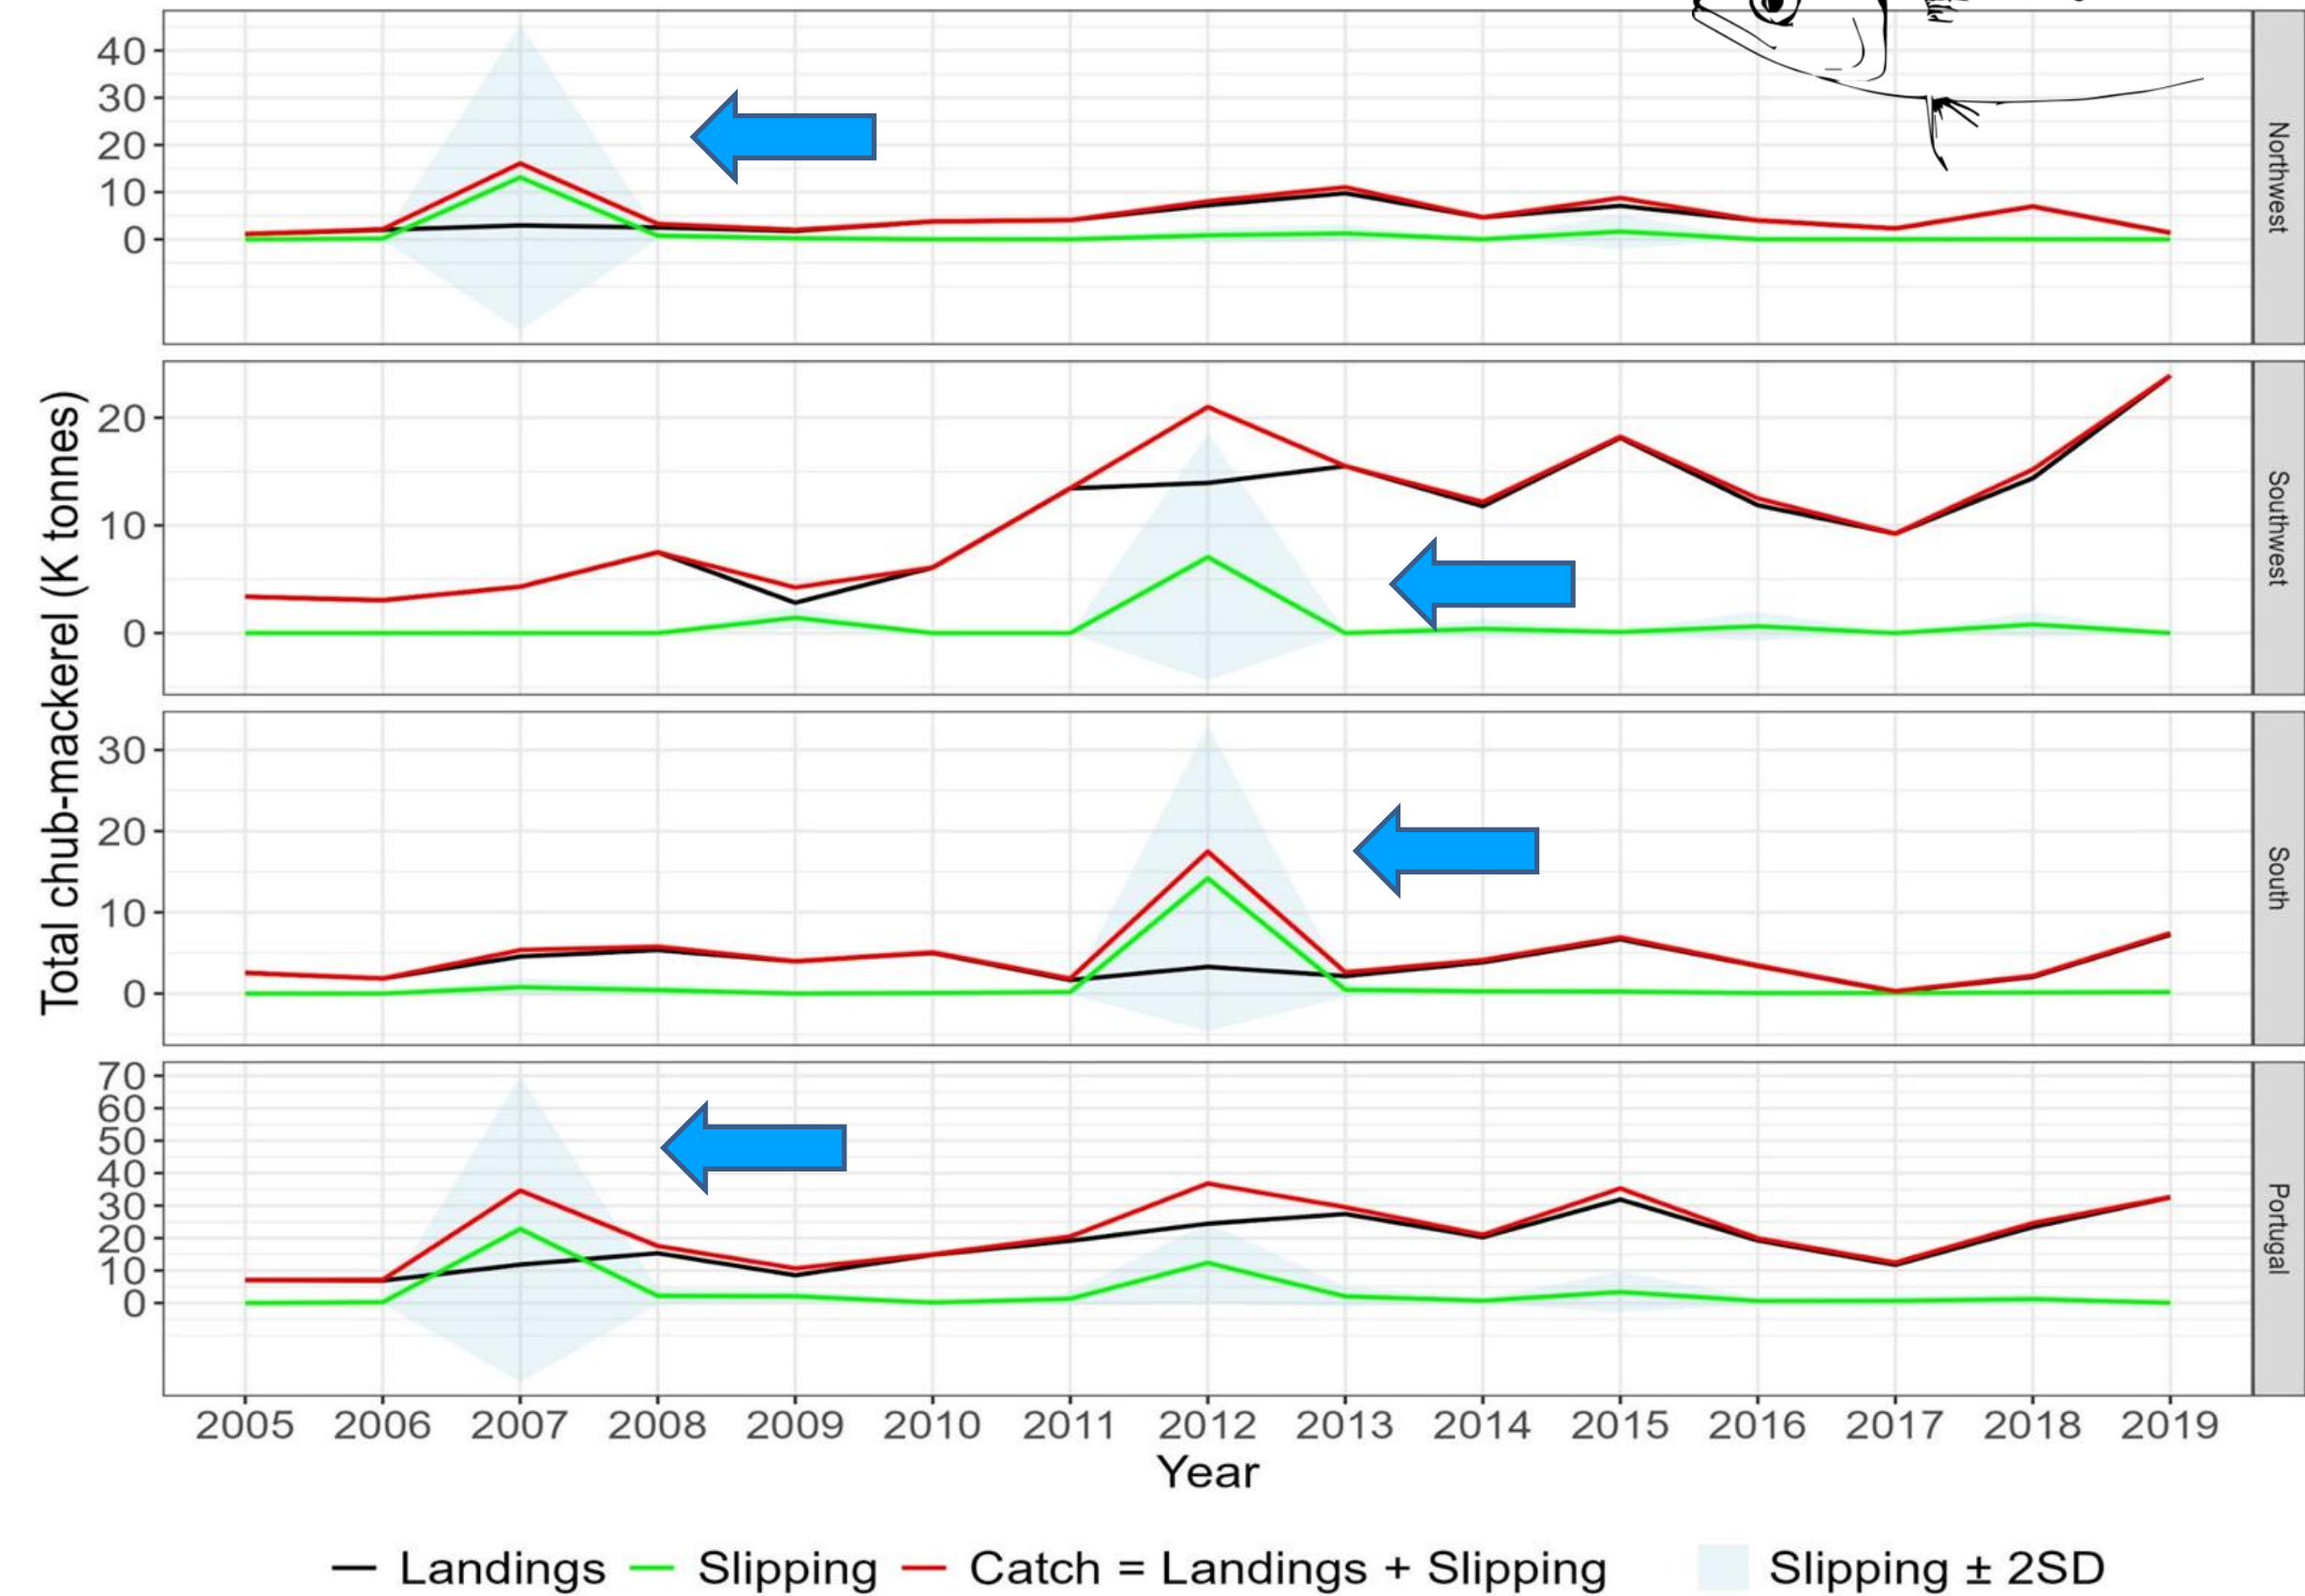 Total chub-mackerel (K tonnes)
40
30
20
10
0
Northwest
20
10
0
Southwest
30
20
10
0
South
70
60
50
40
30
20
10
0
Portugal
2005 2006 2007 2008 2009 2010 2011 2012 2013 2014 2015 2016 2017 2018 2019
Year
Landings Slipping Catch = Landings + Slipping Slipping ± 2SD